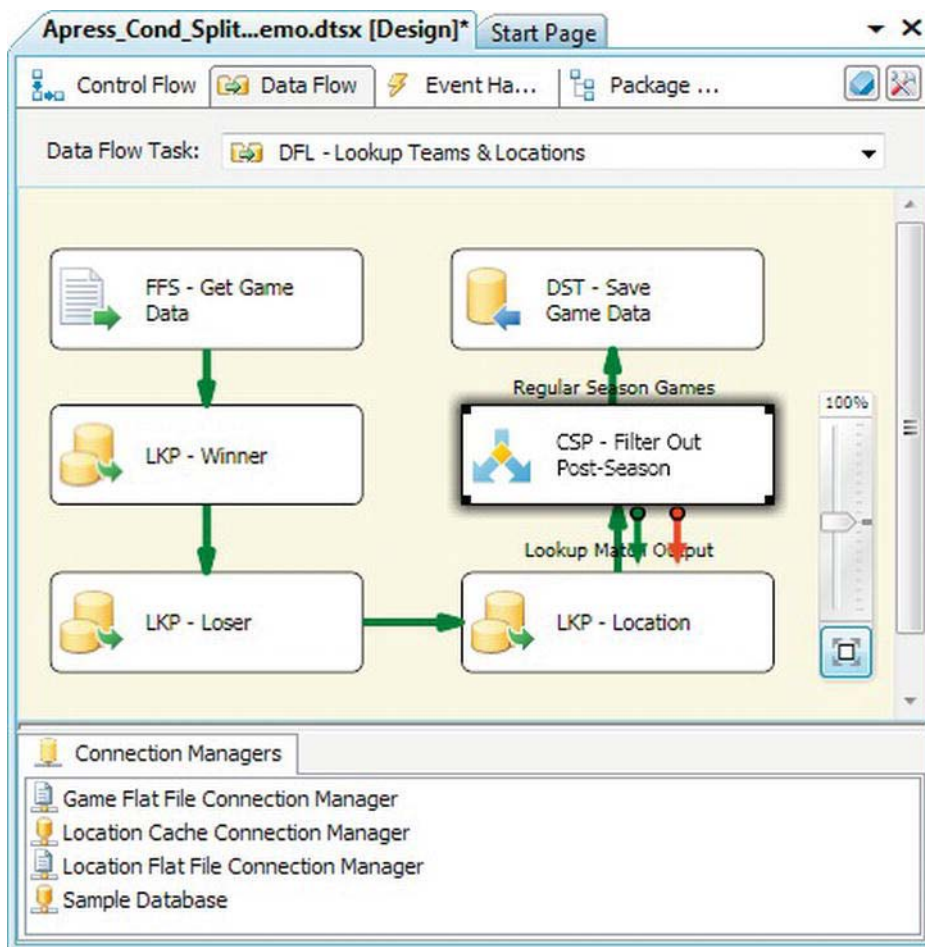 Apress_Cond_Split...emo.dtsx [Design]*
Start Page
Control Flow
Data Flow
Event Ha...
Package ...
Data Flow Task:
DFL - Lookup Teams & Locations
FFS - Get Game
Data
DST - Save
Game Data
Regular Season Games
100%
LKP - Winner
CSP - Filter Out
Post-Season
Lookup Match Output
LKP - Loser
LKP - Location
Connection Managers
Game Flat File Connection Manager
Location Cache Connection Manager
Location Flat File Connection Manager
Sample Database